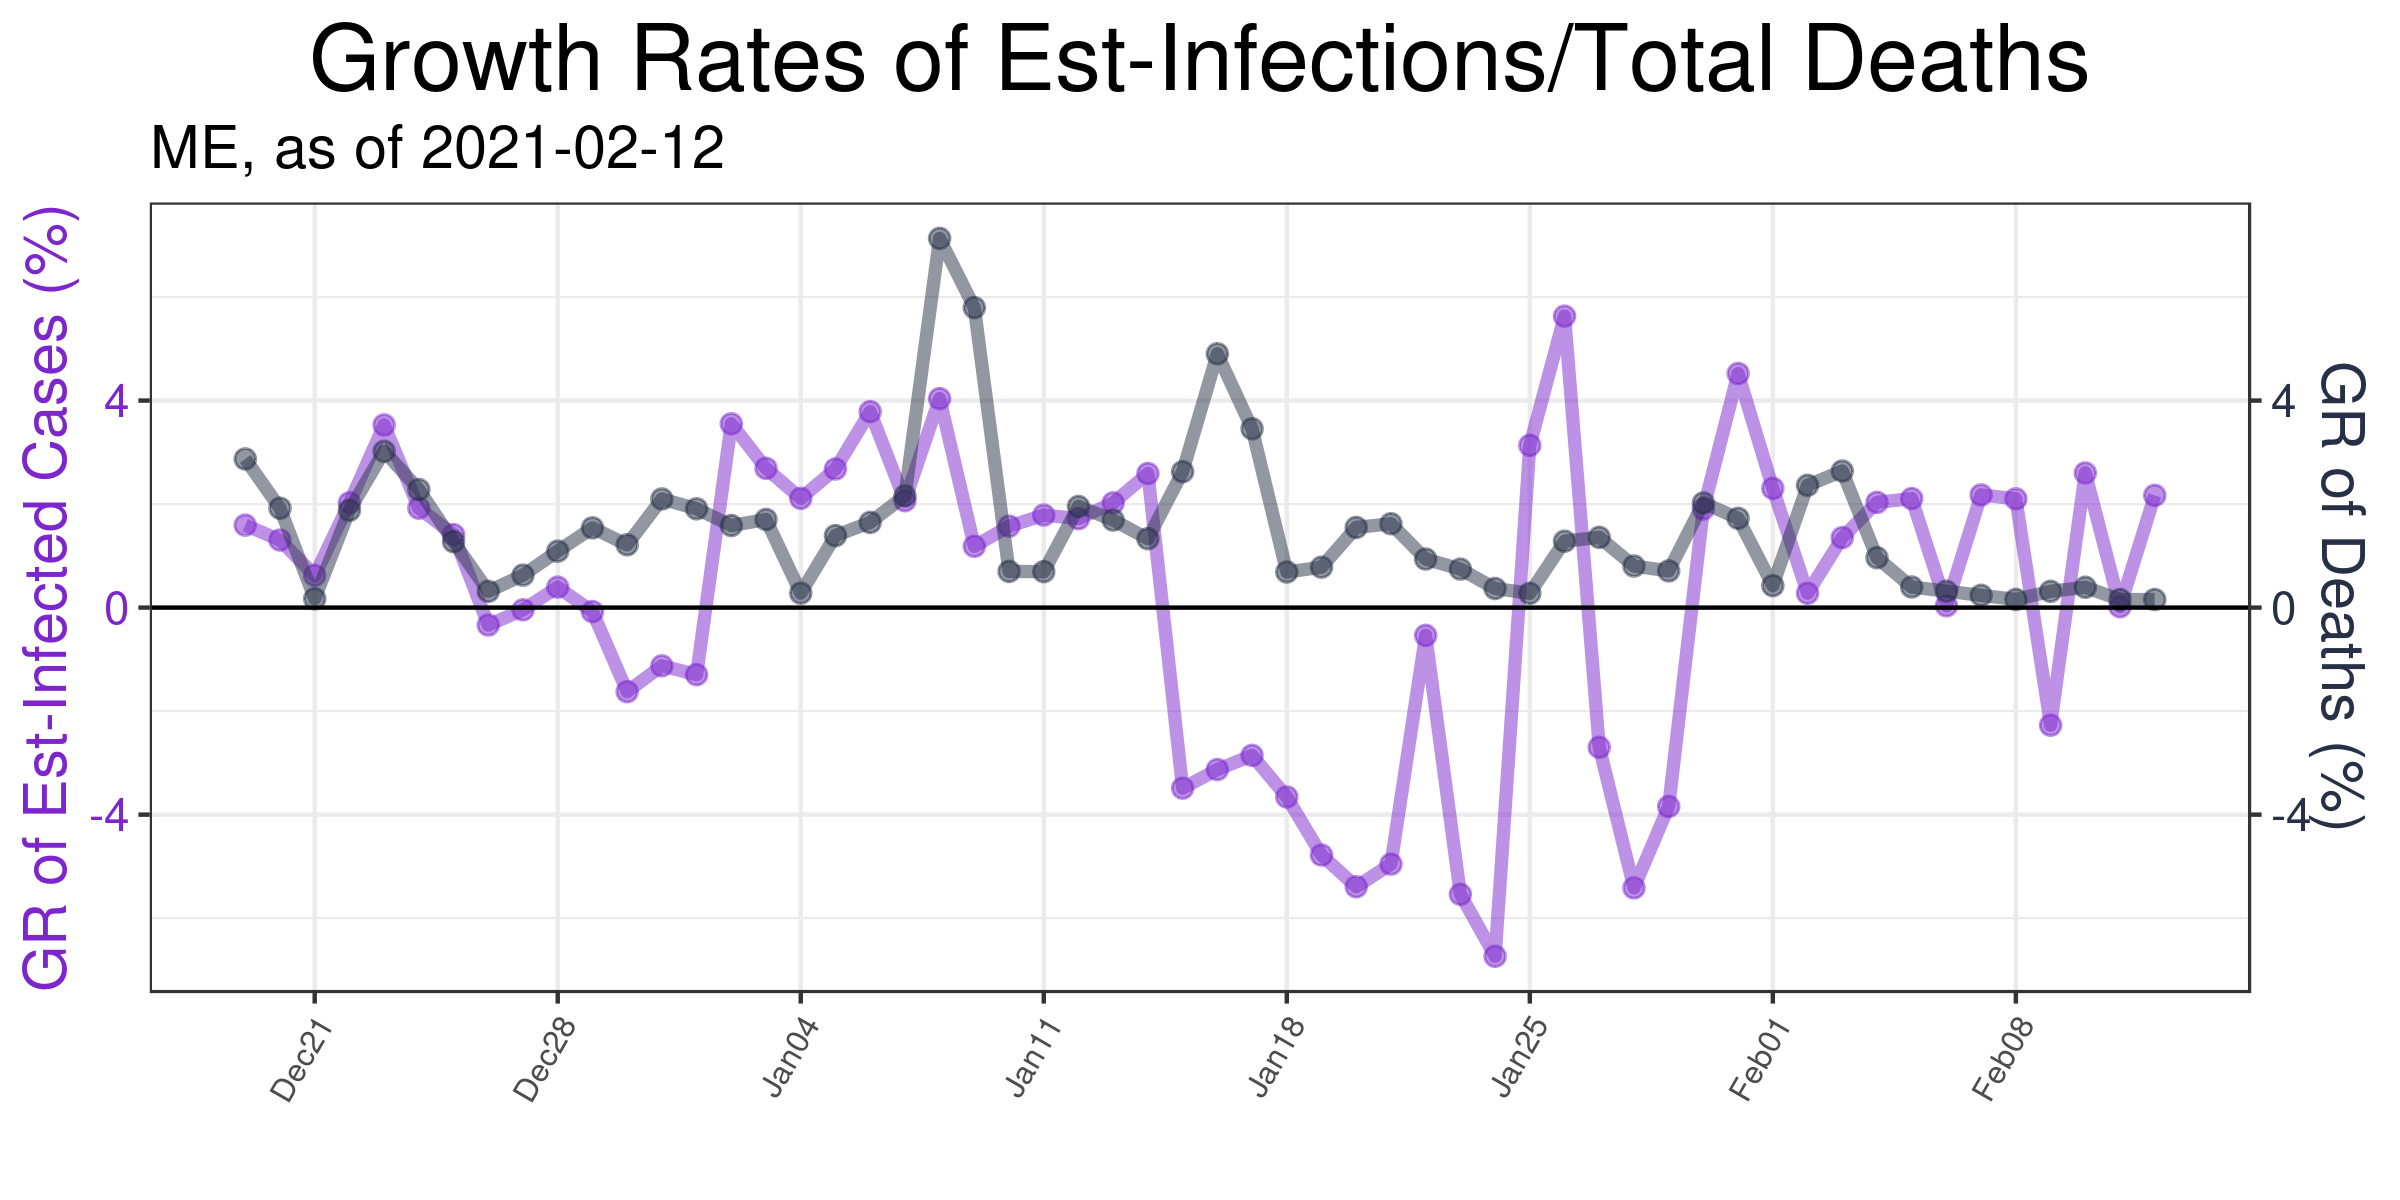 Growth Rates of Est-Infections/Total Deaths
ME, as of 2021-02-12
GR of Est-Infected Cases (%)
4
0
-4
4
0
-4
GR of Deaths (%)
Dec21
Dec28
Jan04
Jan11
Jan18
Jan25
Feb01
Feb08